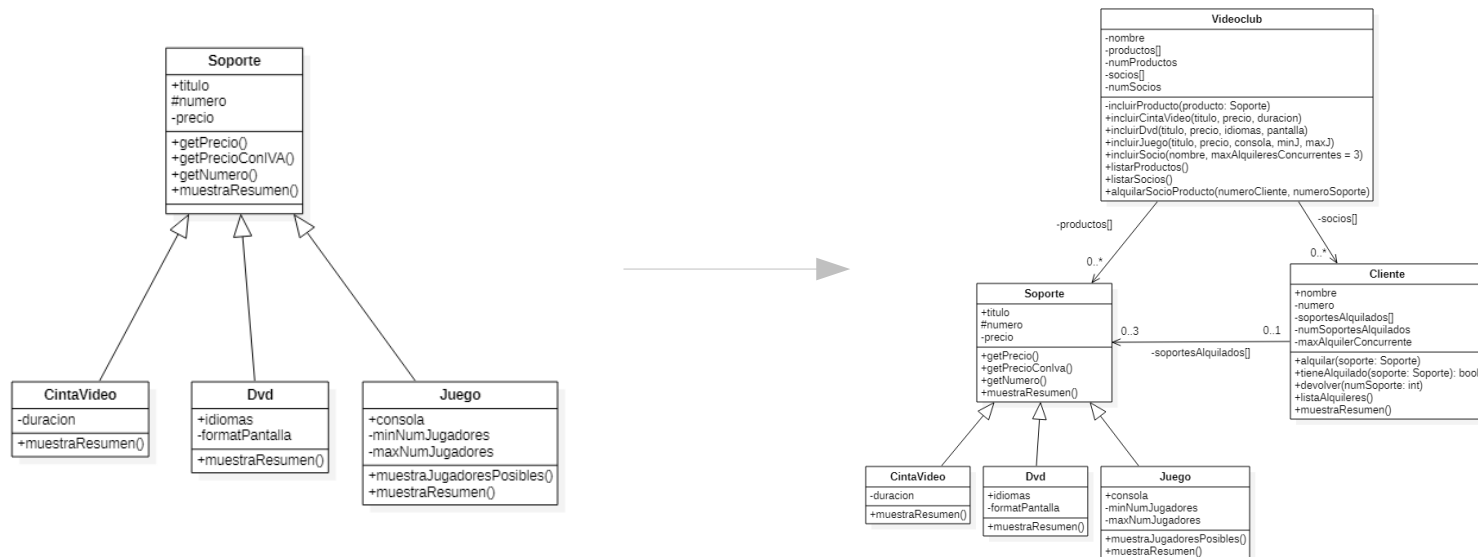 Soporte
+titulo
#numero
-precio
+getPrecio()
+getPrecioConIVA()
+getNumero()
+muestraResumen()
CintaVideo
-duracion
+muestraResumen()
Dvd
+idiomas
-formatPantalla
+muestraResumen()
Juego
+consola
-minNumJugadores
-maxNumJugadores
+muestraJugadoresPosibles()
+muestraResumen()
Videoclub
-nombre
-productos[]
-numProductos
-socios[]
-numSocios
-incluirProducto(producto: Soporte)
+incluirCintaVideo(titulo, precio, duracion)
+incluirDvd(titulo, precio, idiomas, pantalla)
+incluirJuego(titulo, precio, consola, minJ, maxJ)
+incluirSocio(nombre, maxAlquileresConcurrentes = 3)
+listarProductos()
+listarSocios()
+alquilarSocioProducto(numeroCliente, numeroSoporte)
-productos[]
0..*
-socios[]
0..*
Soporte
+titulo
#numero
-precio
+getPrecio()
+getPrecioConIva()
+getNumero()
+muestraResumen()
0..3
0..1
-soportesAlquilados[]
Cliente
+nombre
-numero
-soportesAlquilados[]
-numSoportesAlquilados
-maxAlquilerConcurrente
+alquilar(soporte: Soporte)
+tieneAlquilado(soporte: Soporte): bool
+devolver(numSoporte: int)
+listaAlquileres()
+muestraResumen()
CintaVideo
-duracion
+muestraResumen()
Dvd
+idiomas
-formatPantalla
+muestraResumen()
Juego
+consola
-minNumJugadores
-maxNumJugadores
+muestraJugadoresPosibles()
+muestraResumen()